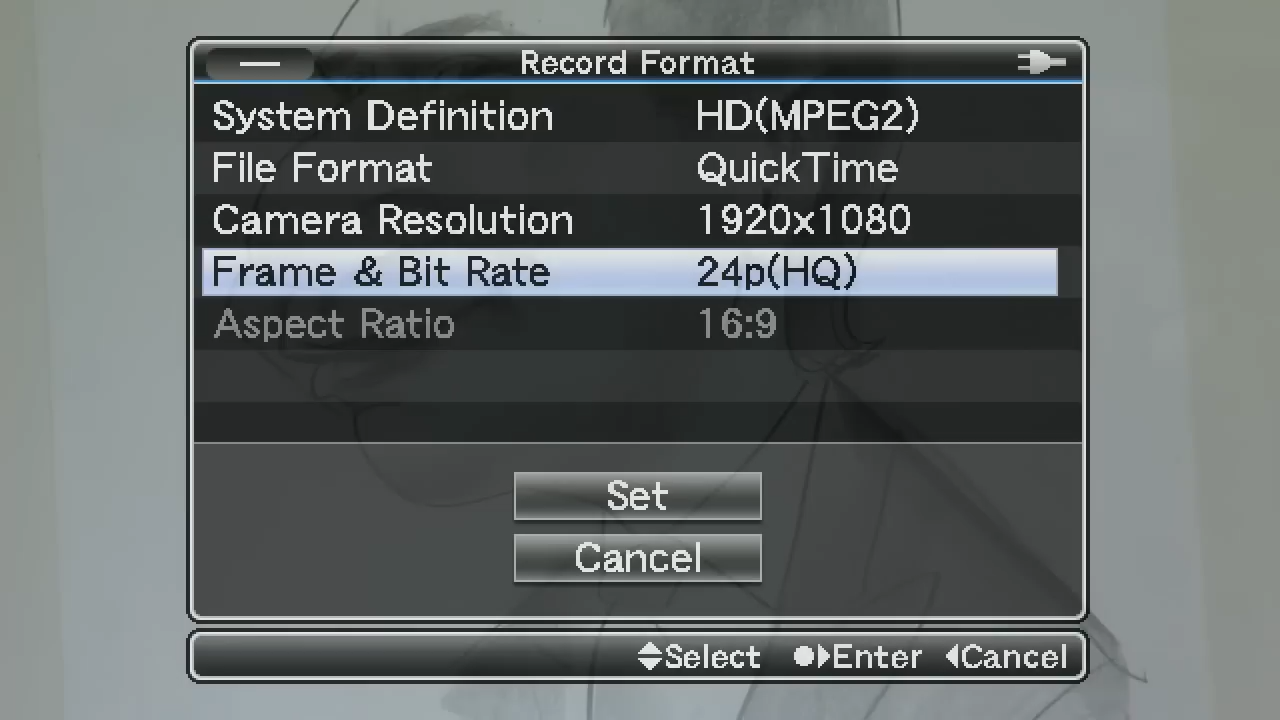 Record Format
System Definition HD(MPEG2)
File Format QuickTime
Camera Resolution 1920x1080
Frame & Bit Rate 24p(HQ)
Aspect Ratio 16:9
Set
Cancel
Select Enter Cancel